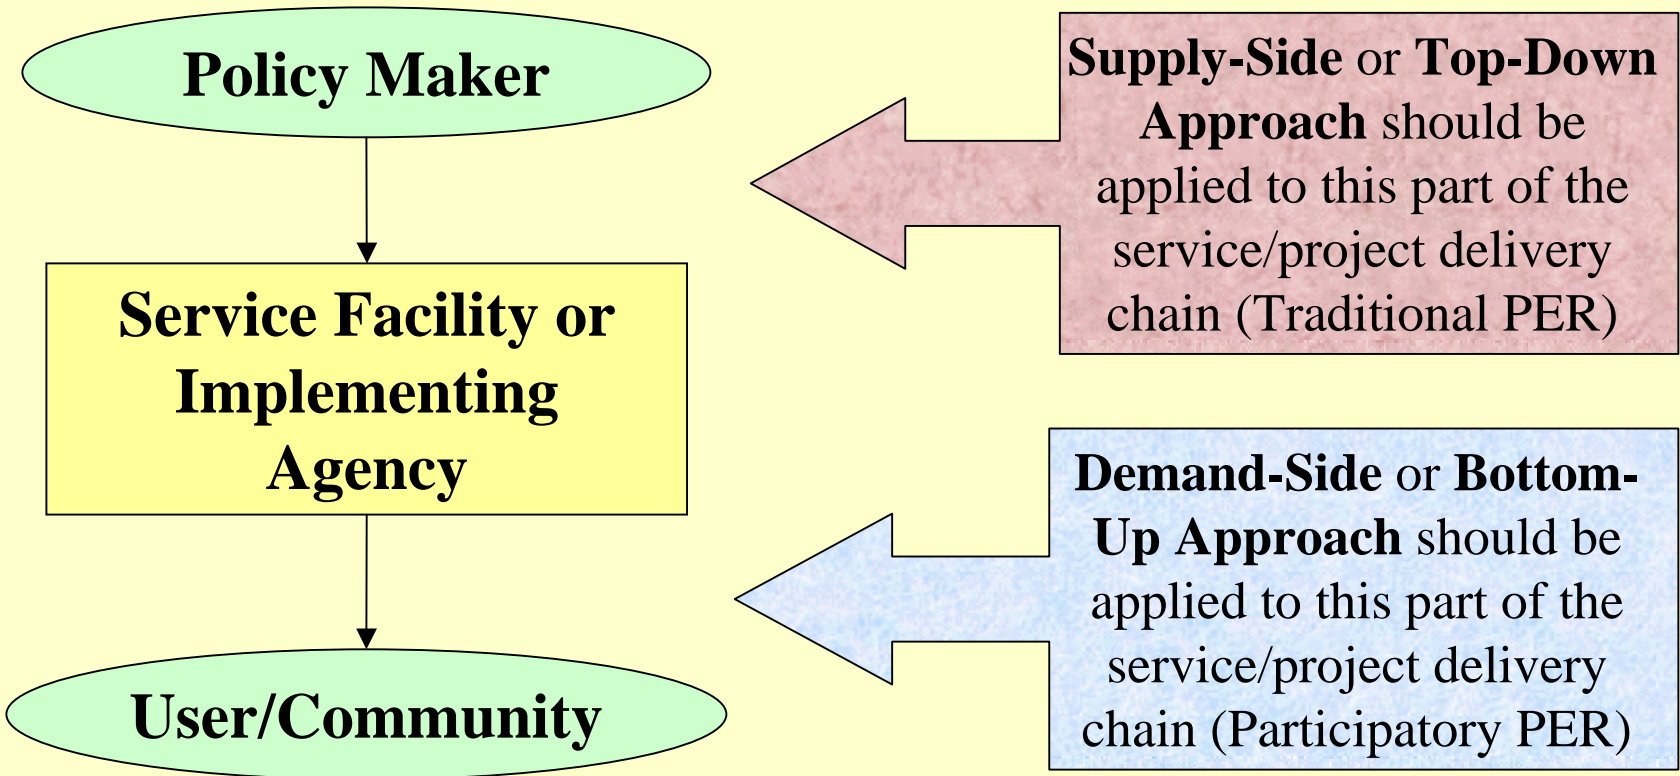 Policy Maker
Supply-Side or Top-Down
Approach should be
applied to this part of the
service/project delivery
chain (Traditional PER)
Service Facility or
Implementing
Agency
Demand-Side or Bottom-
Up Approach should be
applied to this part of the
service/project delivery
chain (Participatory PER)
User/Community